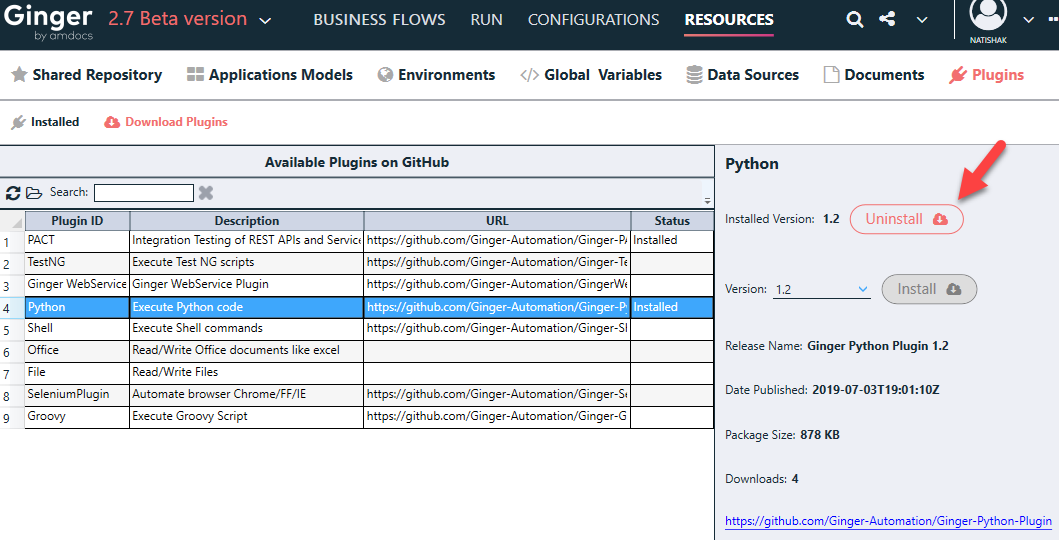 Ginger 2.7 Beta version BUSINESS FLOWS RUN CONFIGURATIONS RESOURCES
by amdocs
NATISHAK
Shared Repository Applications Models Environments Global Variables Data Sources Documents Plugins
Installed Download Plugins
Available Plugins on GitHub
Search:
Plugin ID Description URL Status
1 PACT Integration Testing of REST APIs and Service https://github.com/Ginger-Automation/Ginger-PA Installed
2 TestNG Execute Test NG scripts https://github.com/Ginger-Automation/Ginger-Te
3 Ginger WebService Ginger WebService Plugin https://github.com/Ginger-Automation/GingerWe
4 Python Execute Python code https://github.com/Ginger-Automation/Ginger-Py Installed
5 Shell Execute Shell commands https://github.com/Ginger-Automation/Ginger-Sh
6 Office Read/Write Office documents like excel
7 File Read/Write Files
8 SeleniumPlugin Automate browser Chrome/FF/IE https://github.com/Ginger-Automation/Ginger-Se
9 Groovy Execute Groovy Script https://github.com/Ginger-Automation/Ginger-G
Python
Installed Version: 1.2 Uninstall
Version: 1.2 Install
Release Name: Ginger Python Plugin 1.2
Date Published: 2019-07-03T19:01:10Z
Package Size: 878 KB
Downloads: 4
https://github.com/Ginger-Automation/Ginger-Python-Plugin